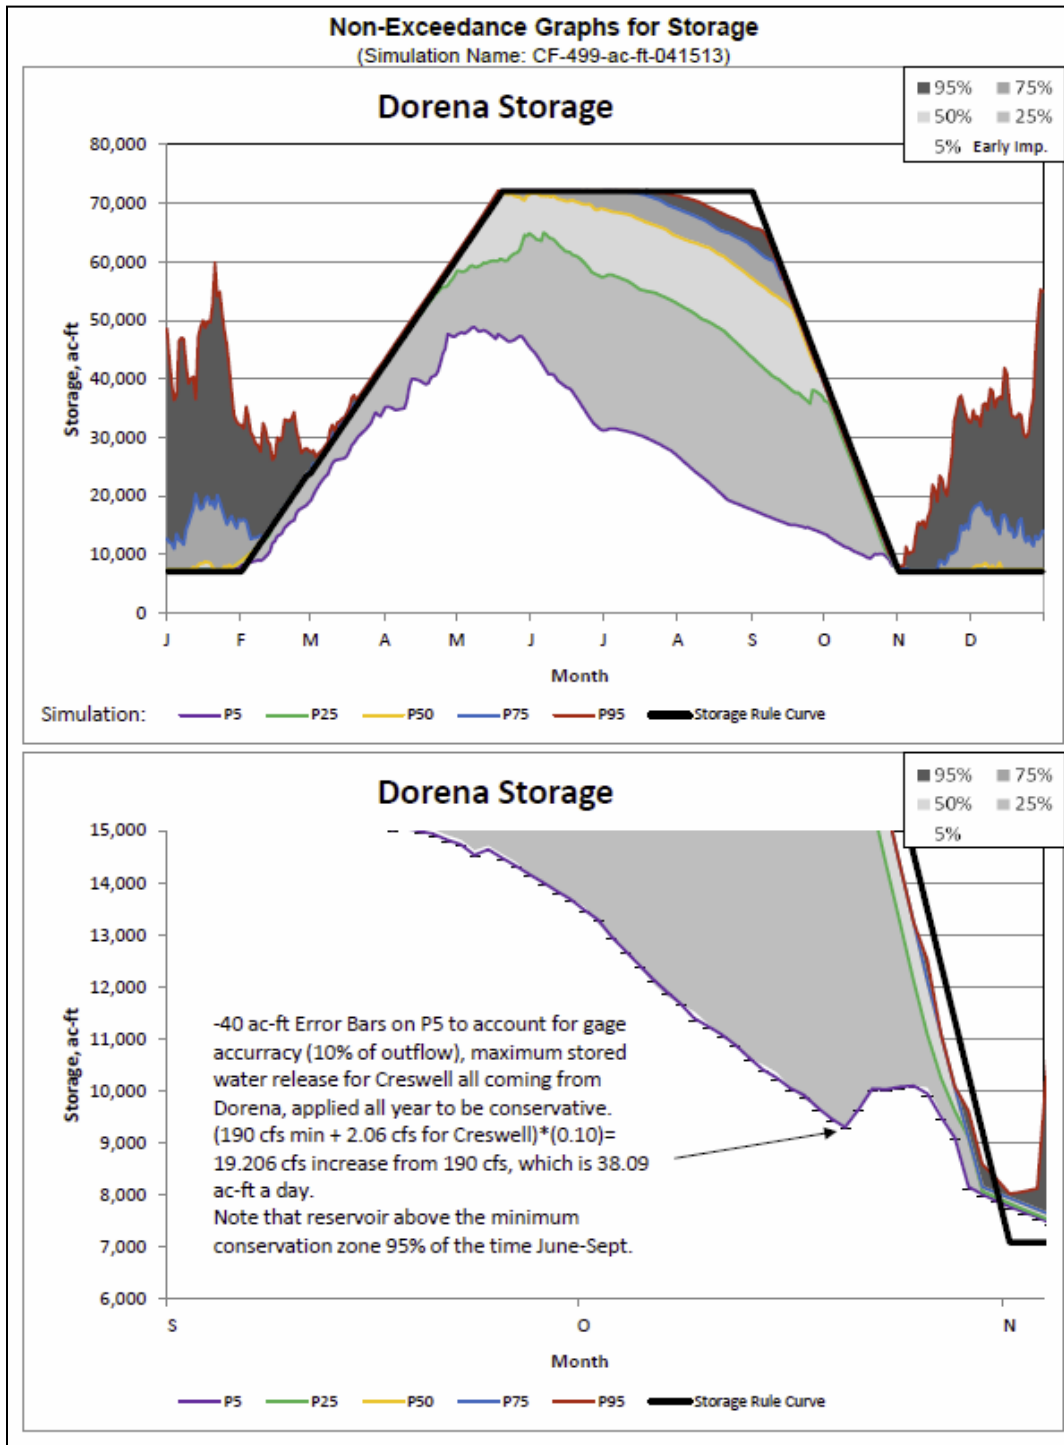 Non-Exceedance Graphs for Storage
(Simulation Name: CF-499-ac-ft-041513)
Dorena Storage
95% 75%
50% 25%
5% Early Imp.
80,000
70,000
60,000
50,000
40,000
30,000
20,000
10,000
0
Storage, ac-ft
J F M A M J J A S O N D
Month
Simulation: P5 P25 P50 P75 P95 Storage Rule Curve
Dorena Storage
95% 75%
50% 25%
5%
15,000
14,000
13,000
12,000
11,000
10,000
9,000
8,000
7,000
6,000
Storage, ac-ft
-40 ac-ft Error Bars on P5 to account for gage
accurracy (10% of outflow), maximum stored
water release for Creswell all coming from
Dorena, applied all year to be conservative.
(190 cfs min + 2.06 cfs for Creswell)*(0.10)=
19.206 cfs increase from 190 cfs, which is 38.09
ac-ft a day.
Note that reservoir above the minimum
conservation zone 95% of the time June-Sept.
S O N
Month
P5 P25 P50 P75 P95 Storage Rule Curve